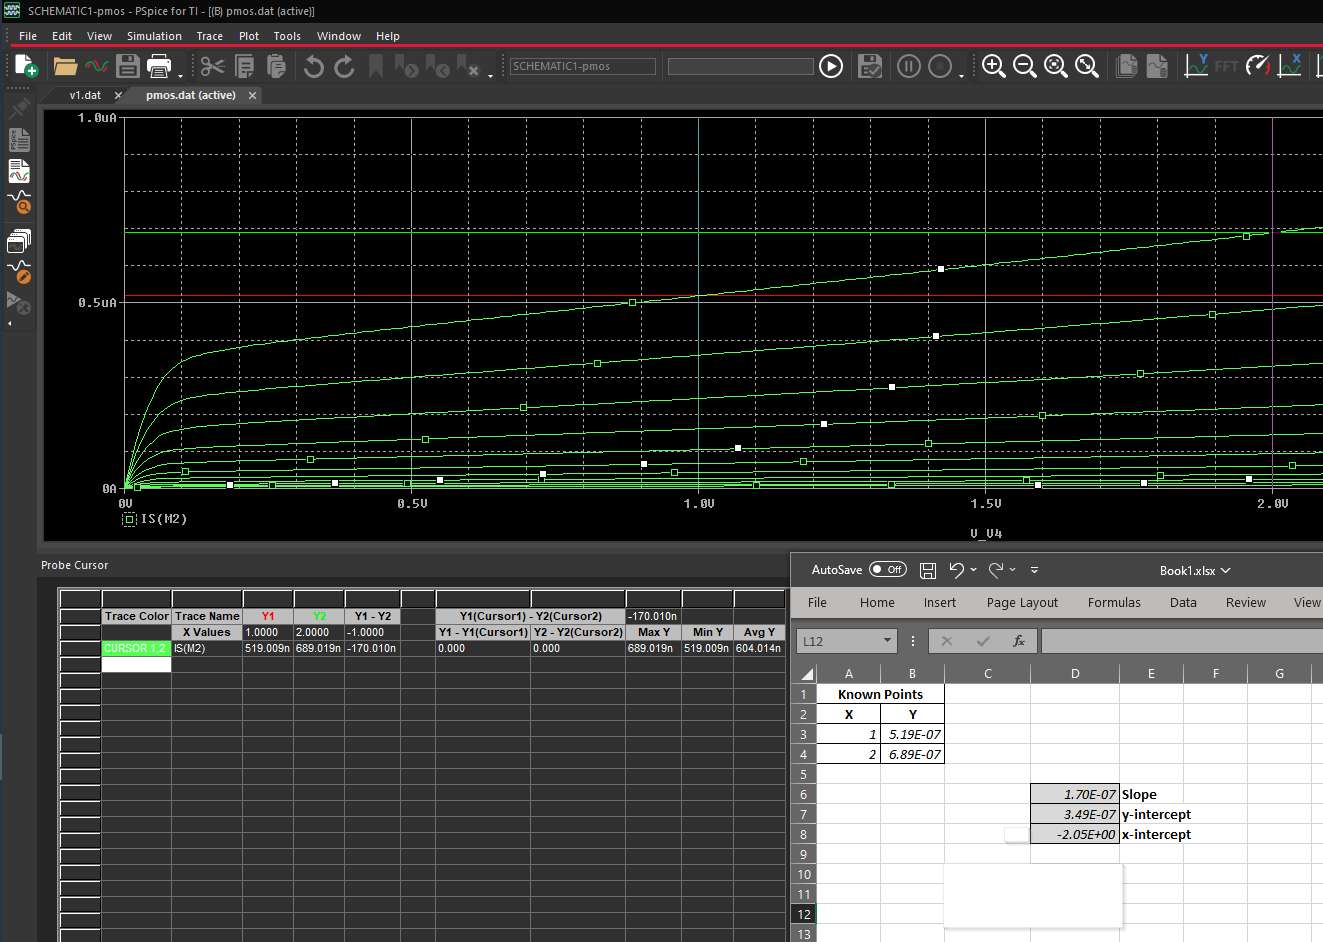 SCHEMATIC1-pmos - PSpice for TI - [(B) pmos.dat (active)]
File Edit View Simulation Trace Plot Tools Window Help
SCHEMATIC1-pmos
FFT
Y
X
v1.dat pmos.dat (active)
1.0uA
0.5uA
0A
0V 0.5V 1.0V 1.5V 2.0V
IS(M2)
V_V4
Probe Cursor
Trace Color Trace Name Y1 Y2 Y1 - Y2 Y1(Cursor1) - Y2(Cursor2) -170.010n
X Values 1.0000 2.0000 -1.0000 Y1 - Y1(Cursor1) Y2 - Y2(Cursor2) Max Y Min Y Avg Y
CURSOR 1,2 IS(M2) 519.009n 689.019n -170.010n 0.000 0.000 689.019n 519.009n 604.014n
AutoSave Off Book1.xlsx
File Home Insert Page Layout Formulas Data Review View
L12 fx
A B C D E F G
1 Known Points
2 X Y
3 1 5.19E-07
4 2 6.89E-07
5
6 1.70E-07 Slope
7 3.49E-07 y-intercept
8 -2.05E+00 x-intercept
9
10
11
12
13